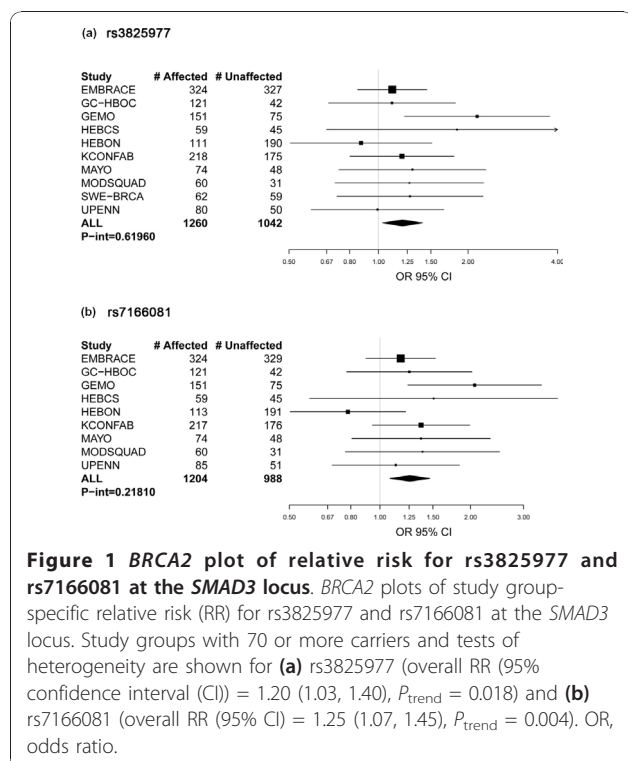 (a) rs3825977
Study # Affected # Unaffected
EMBRACE 324 327
GC−HBOC 121 42
GEMO 151 75
HEBCS 59 45
HEBON 111 190
KCONFAB 218 175
MAYO 74 48
MODSQUAD 60 31
SWE−BRCA 62 59
UPENN 80 50
ALL 1260 1042
P−int=0.61960
0.50 0.67 0.80 1.00 1.25 1.50 2.00 4.00
OR 95% CI
(b) rs7166081
Study # Affected # Unaffected
EMBRACE 324 329
GC−HBOC 121 42
GEMO 151 75
HEBCS 59 45
HEBON 113 191
KCONFAB 217 176
MAYO 74 48
MODSQUAD 60 31
UPENN 85 51
ALL 1204 988
P−int=0.21810
0.50 0.67 0.80 1.00 1.25 1.50 2.00 3.00
OR 95% CI
Figure 1 BRCA2 plot of relative risk for rs3825977 and
rs7166081 at the SMAD3 locus. BRCA2 plots of study group-
specific relative risk (RR) for rs3825977 and rs7166081 at the SMAD3
locus. Study groups with 70 or more carriers and tests of
heterogeneity are shown for (a) rs3825977 (overall RR (95%
confidence interval (CI)) = 1.20 (1.03, 1.40), Ptrend = 0.018) and (b)
rs7166081 (overall RR (95% CI) = 1.25 (1.07, 1.45), Ptrend = 0.004). OR,
odds ratio.